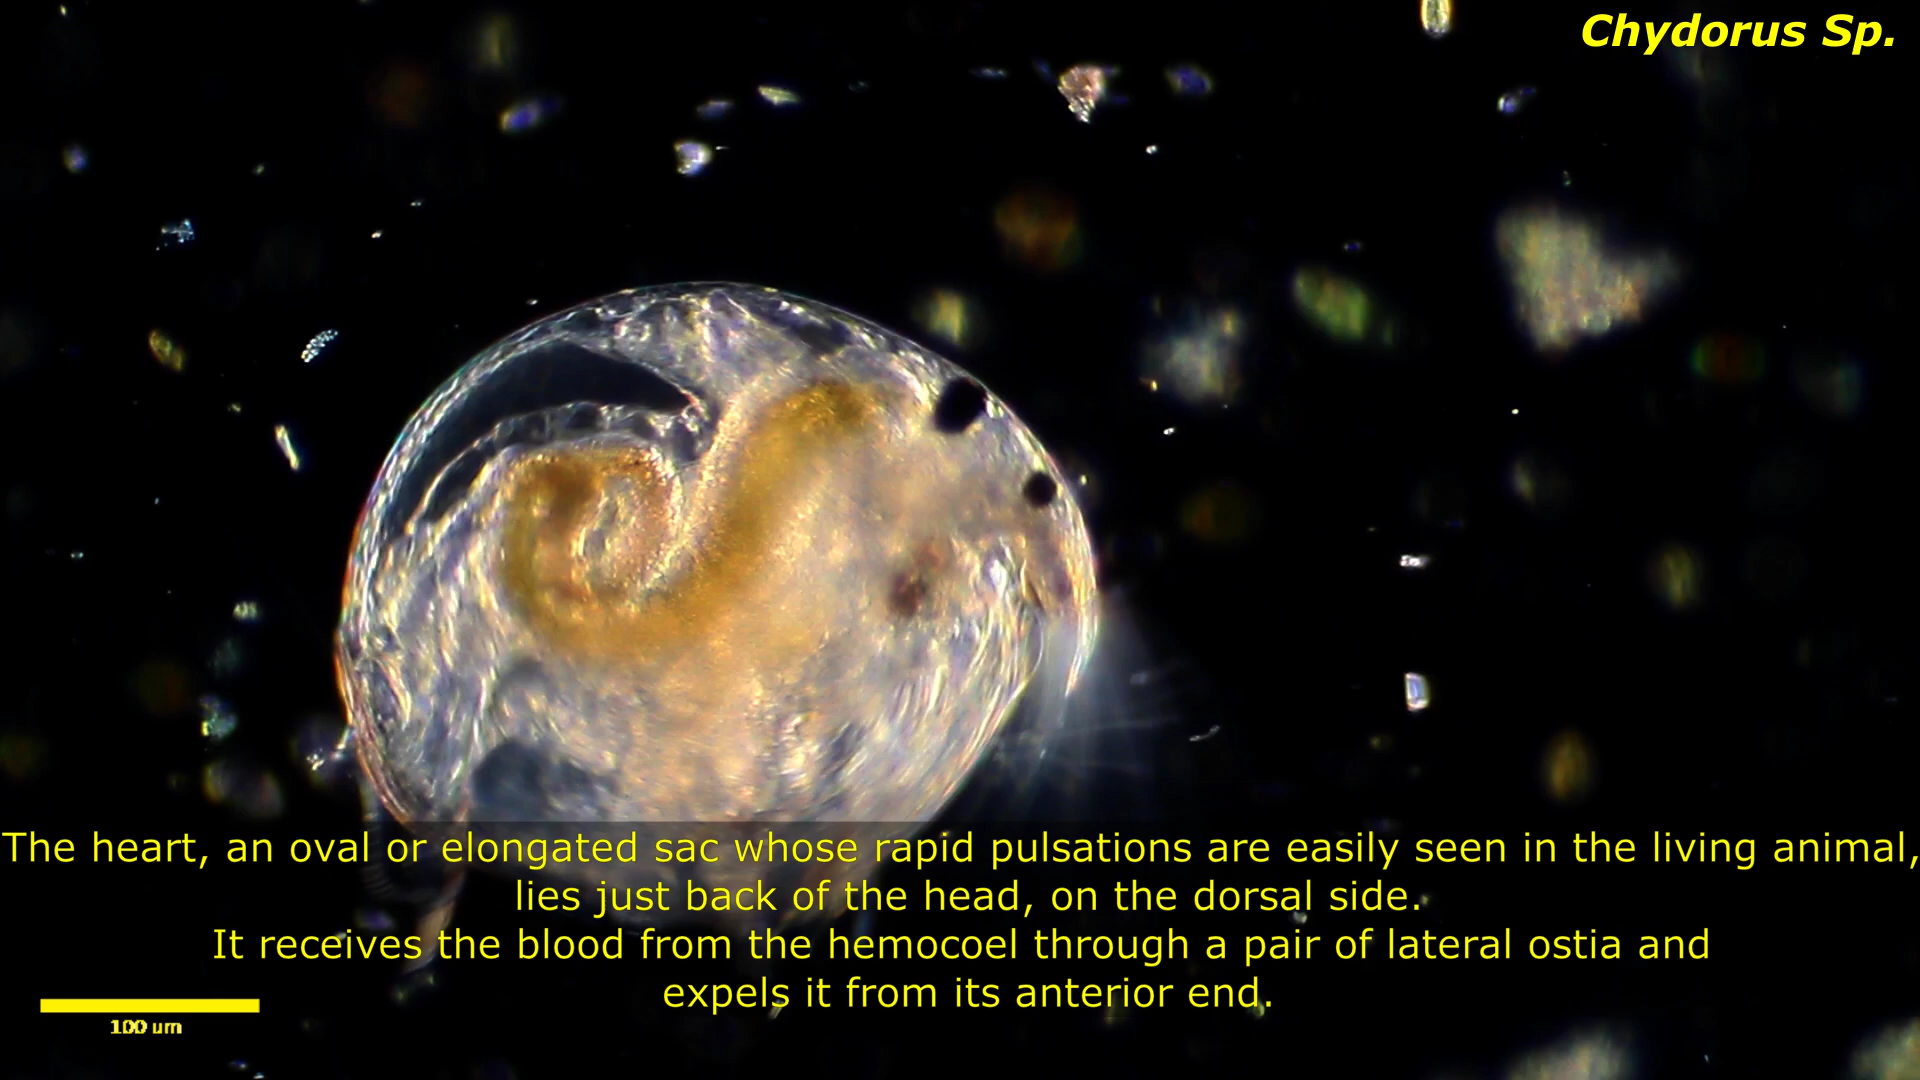 Chydorus Sp.
The heart, an oval or elongated sac whose rapid pulsations are easily seen in the living animal,
lies just back of the head, on the dorsal side.
It receives the blood from the hemocoel through a pair of lateral ostia and
expels it from its anterior end.
100 um